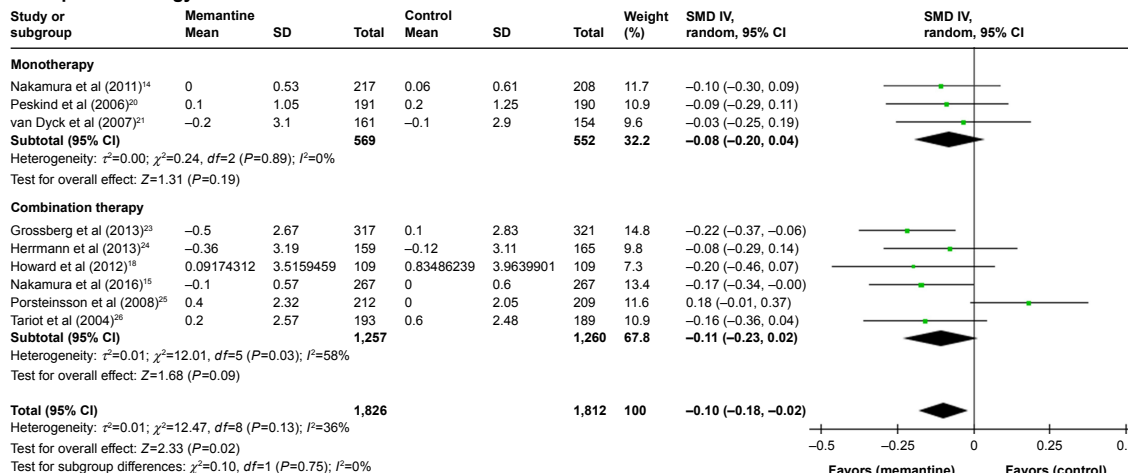 Study or Memantine Control Weight SMD IV, SMD IV,
subgroup Mean SD Total Mean SD Total (%) random, 95% CI random, 95% CI
Monotherapy
Nakamura et al (2011)¹⁴ 0 0.53 217 0.06 0.61 208 11.7 –0.10 (–0.30, 0.09)
Peskind et al (2006)²⁰ 0.1 1.05 191 0.2 1.25 190 10.9 –0.09 (–0.29, 0.11)
van Dyck et al (2007)²¹ –0.2 3.1 161 –0.1 2.9 154 9.6 –0.03 (–0.25, 0.19)
Subtotal (95% CI) 569 552 32.2 –0.08 (–0.20, 0.04)
Heterogeneity: τ²=0.00; χ²=0.24, df=2 (P=0.89); I²=0%
Test for overall effect: Z=1.31 (P=0.19)
Combination therapy
Grossberg et al (2013)²³ –0.5 2.67 317 0.1 2.83 321 14.8 –0.22 (–0.37, –0.06)
Herrmann et al (2013)²⁴ –0.36 3.19 159 –0.12 3.11 165 9.8 –0.08 (–0.29, 0.14)
Howard et al (2012)¹⁸ 0.09174312 3.5159459 109 0.83486239 3.9639901 109 7.3 –0.20 (–0.46, 0.07)
Nakamura et al (2016)¹⁵ –0.1 0.57 267 0 0.6 267 13.4 –0.17 (–0.34, –0.00)
Porsteinsson et al (2008)²⁵ 0.4 2.32 212 0 2.05 209 11.6 0.18 (–0.01, 0.37)
Tariot et al (2004)²⁶ 0.2 2.57 193 0.6 2.48 189 10.9 –0.16 (–0.36, 0.04)
Subtotal (95% CI) 1,257 1,260 67.8 –0.11 (–0.23, 0.02)
Heterogeneity: τ²=0.01; χ²=12.01, df=5 (P=0.03); I²=58%
Test for overall effect: Z=1.68 (P=0.09)
Total (95% CI) 1,826 1,812 100 –0.10 (–0.18, –0.02)
Heterogeneity: τ²=0.01; χ²=12.47, df=8 (P=0.13); I²=36%
Test for overall effect: Z=2.33 (P=0.02)
Test for subgroup differences: χ²=0.10, df=1 (P=0.75); I²=0%
–0.5 –0.25 0 0.25
Favors (memantine) Favors (control)